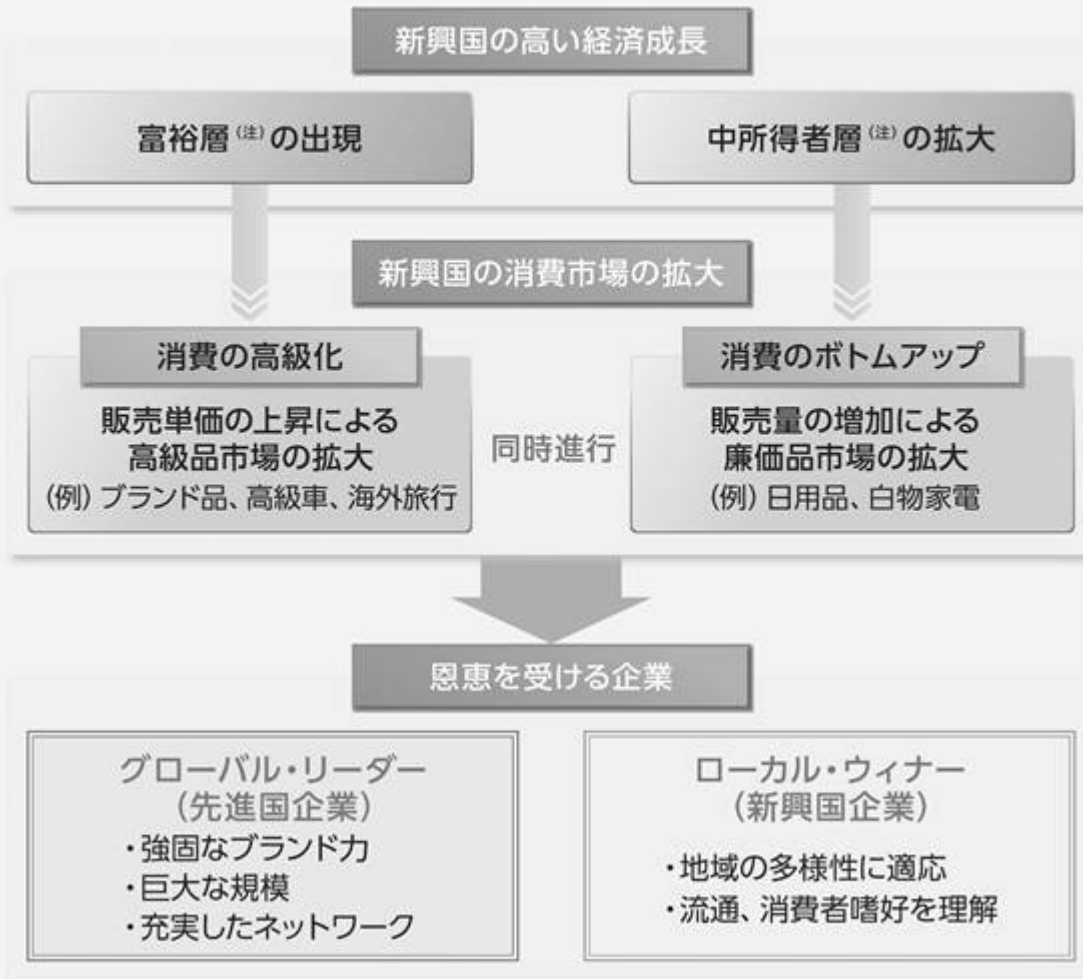 新興国の高い経済成長
富裕層(注)の出現
中所得者層(注)の拡大
新興国の消費市場の拡大
消費の高級化
販売単価の上昇による
高級品市場の拡大
(例)ブランド品、高級車、海外旅行
同時進行
消費のボトムアップ
販売量の増加による
廉価品市場の拡大
(例)日用品、白物家電
恩恵を受ける企業
グローバル・リーダー
(先進国企業)
・強固なブランド力
・巨大な規模
・充実したネットワーク
ローカル・ウィナー
(新興国企業)
・地域の多様性に適応
・流通、消費者嗜好を理解